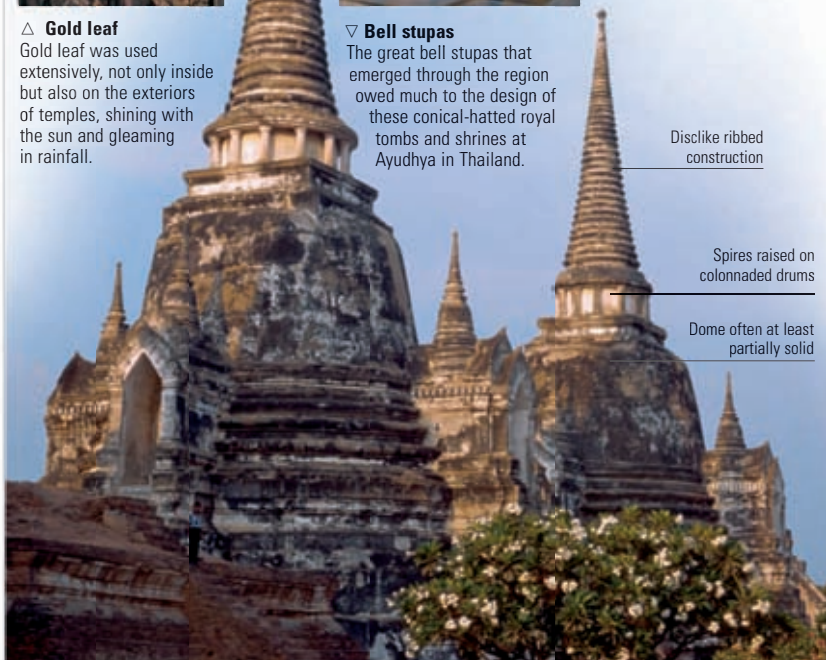 △ Gold leaf
Gold leaf was used
extensively, not only inside
but also on the exteriors
of temples, shining with
the sun and gleaming
in rainfall.
▽ Bell stupas
The great bell stupas that
emerged through the region
owed much to the design of
these conical-hatted royal
tombs and shrines at
Ayudhya in Thailand.
Disclike ribbed
construction
Spires raised on
colonnaded drums
Dome often at least
partially solid